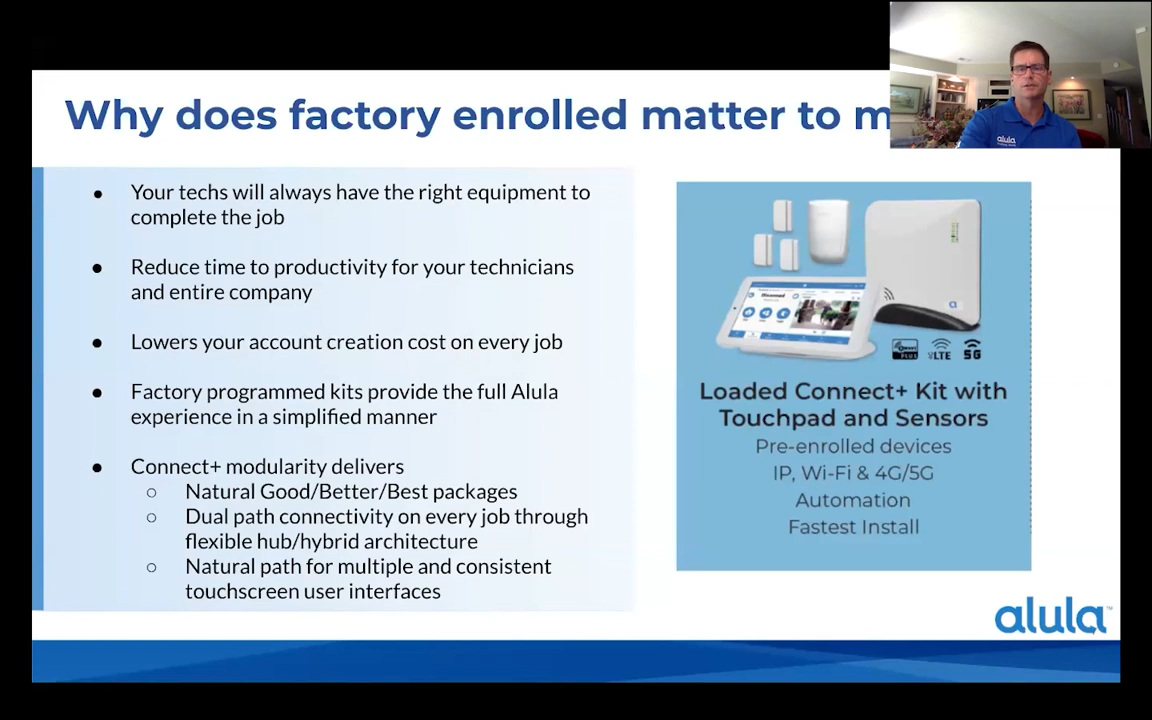 Why does factory enrolled matter to m
● Your techs will always have the right equipment to
complete the job
● Reduce time to productivity for your technicians
and entire company
● Lowers your account creation cost on every job
● Factory programmed kits provide the full Alula
experience in a simplified manner
● Connect+ modularity delivers
○ Natural Good/Better/Best packages
○ Dual path connectivity on every job through
flexible hub/hybrid architecture
○ Natural path for multiple and consistent
touchscreen user interfaces
alula
Disarmed
PLUS
LTE
5G
Loaded Connect+ Kit with
Touchpad and Sensors
Pre-enrolled devices
IP, Wi-Fi & 4G/5G
Automation
Fastest Install
alula™